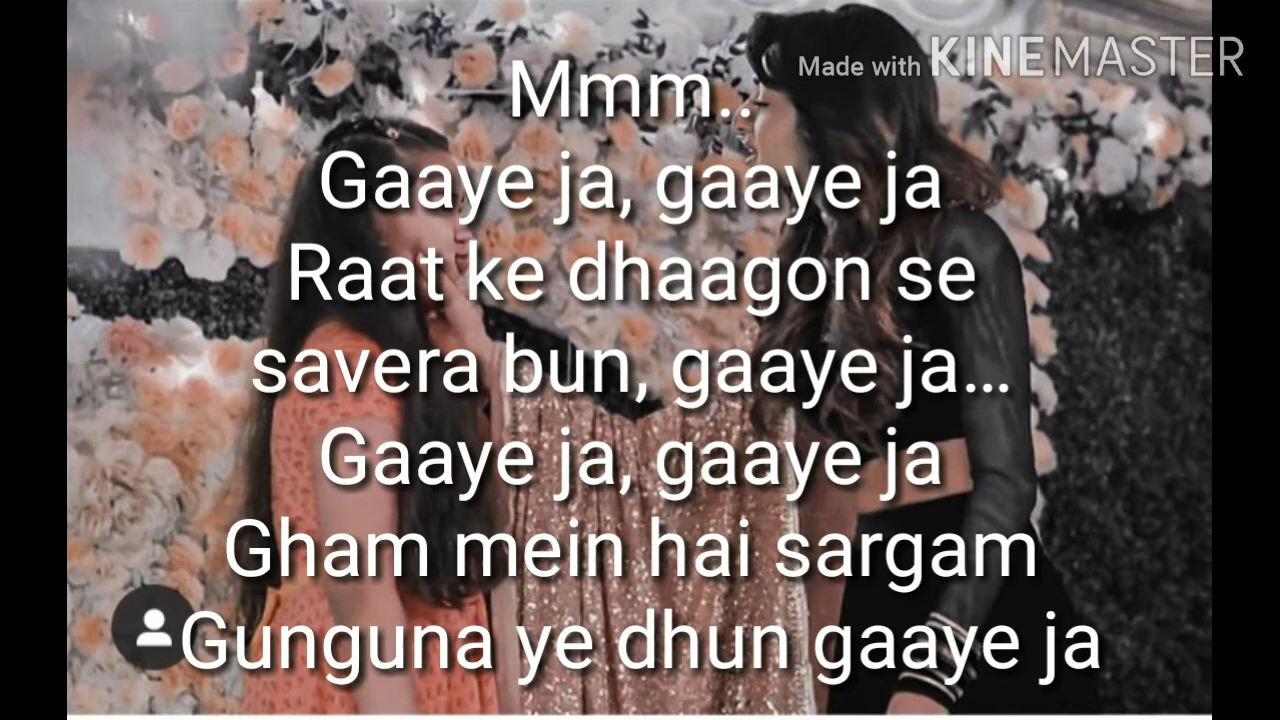 Made with KINEMASTER
Mmm..
Gaaye ja, gaaye ja
Raat ke dhaagon se
savera bun, gaaye ja...
Gaaye ja, gaaye ja
Gham mein hai sargam
Gunguna ye dhun gaaye ja